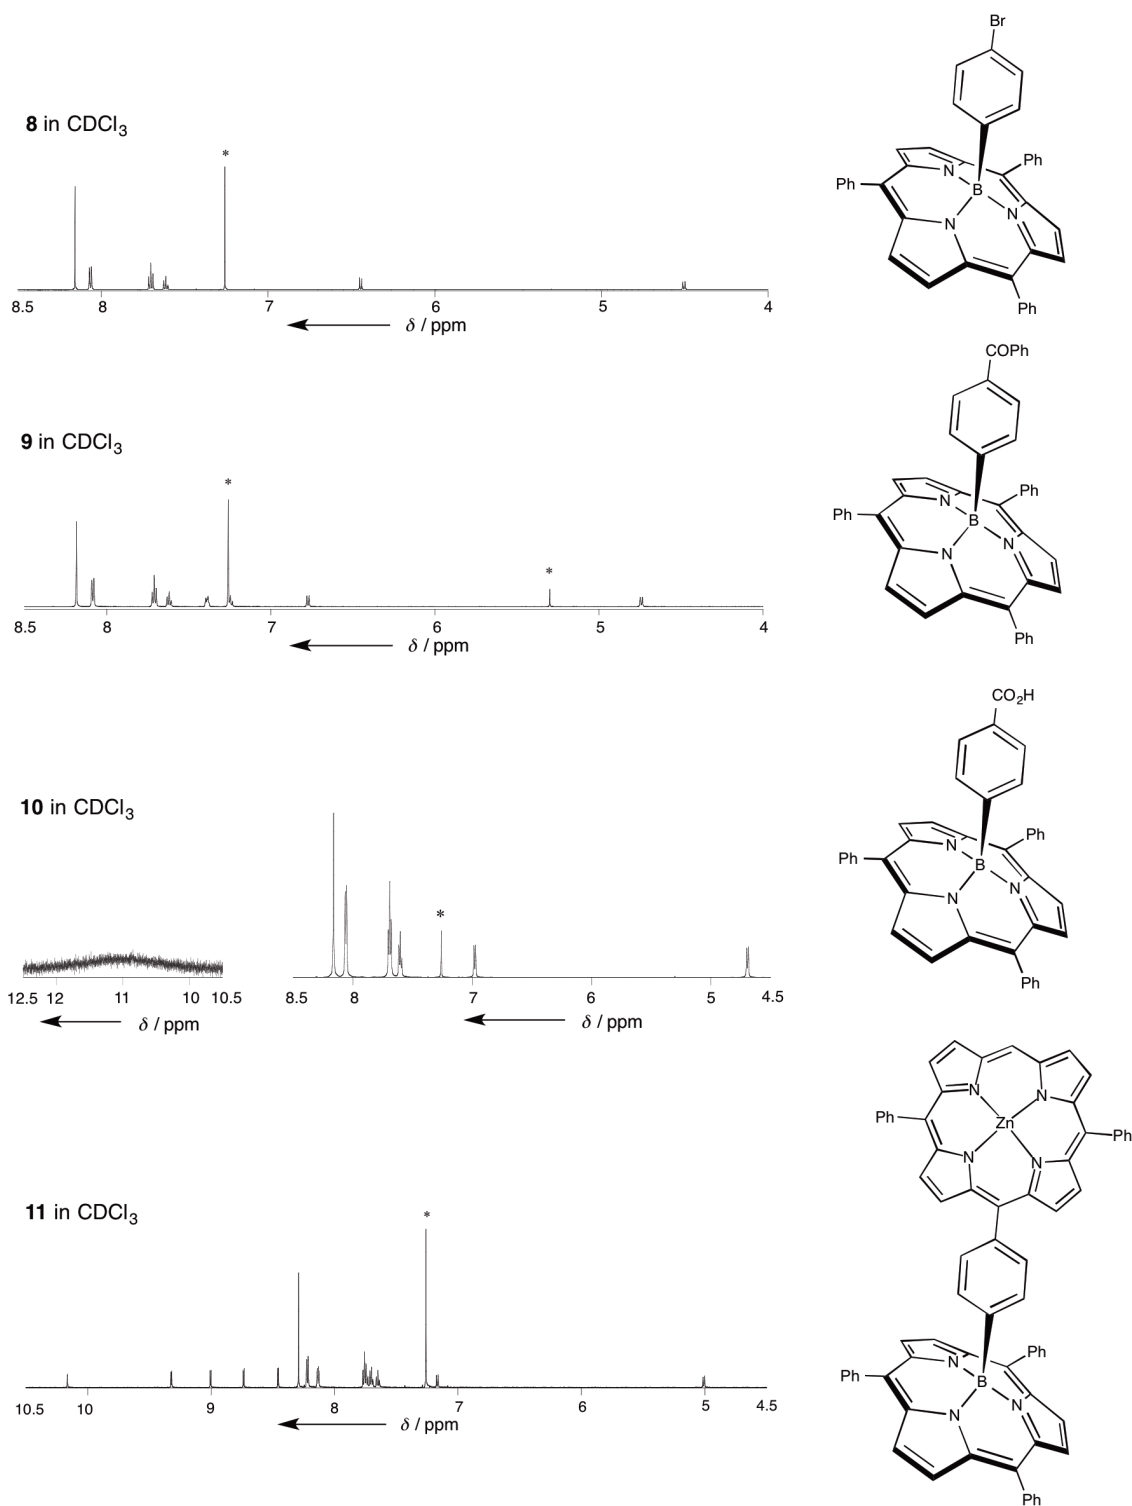 Br
8 in CDCl3
*
Ph
Ph
N
B
N
N
Ph
8.5 8 7 6 5 4
δ / ppm
COPh
9 in CDCl3
*
*
Ph
Ph
N
B
N
N
Ph
8.5 8 7 6 5 4
δ / ppm
CO2H
10 in CDCl3
*
Ph
Ph
N
B
N
N
Ph
12.5 12 11 10 10.5
8.5 8 7 6 5 4.5
δ / ppm
δ / ppm
N
N
Ph
Zn
Ph
N
N
11 in CDCl3
*
Ph
Ph
N
B
N
N
Ph
10.5 10 9 8 7 6 5 4.5
δ / ppm